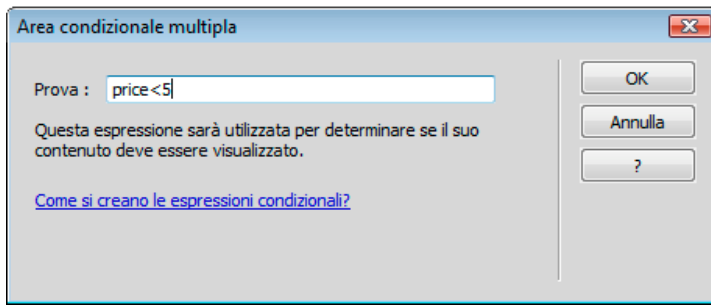 Area condizionale multipla
Prova : price<5
Questa espressione sarà utilizzata per determinare se il suo
contenuto deve essere visualizzato.
Come si creano le espressioni condizionali?
OK
Annulla
?